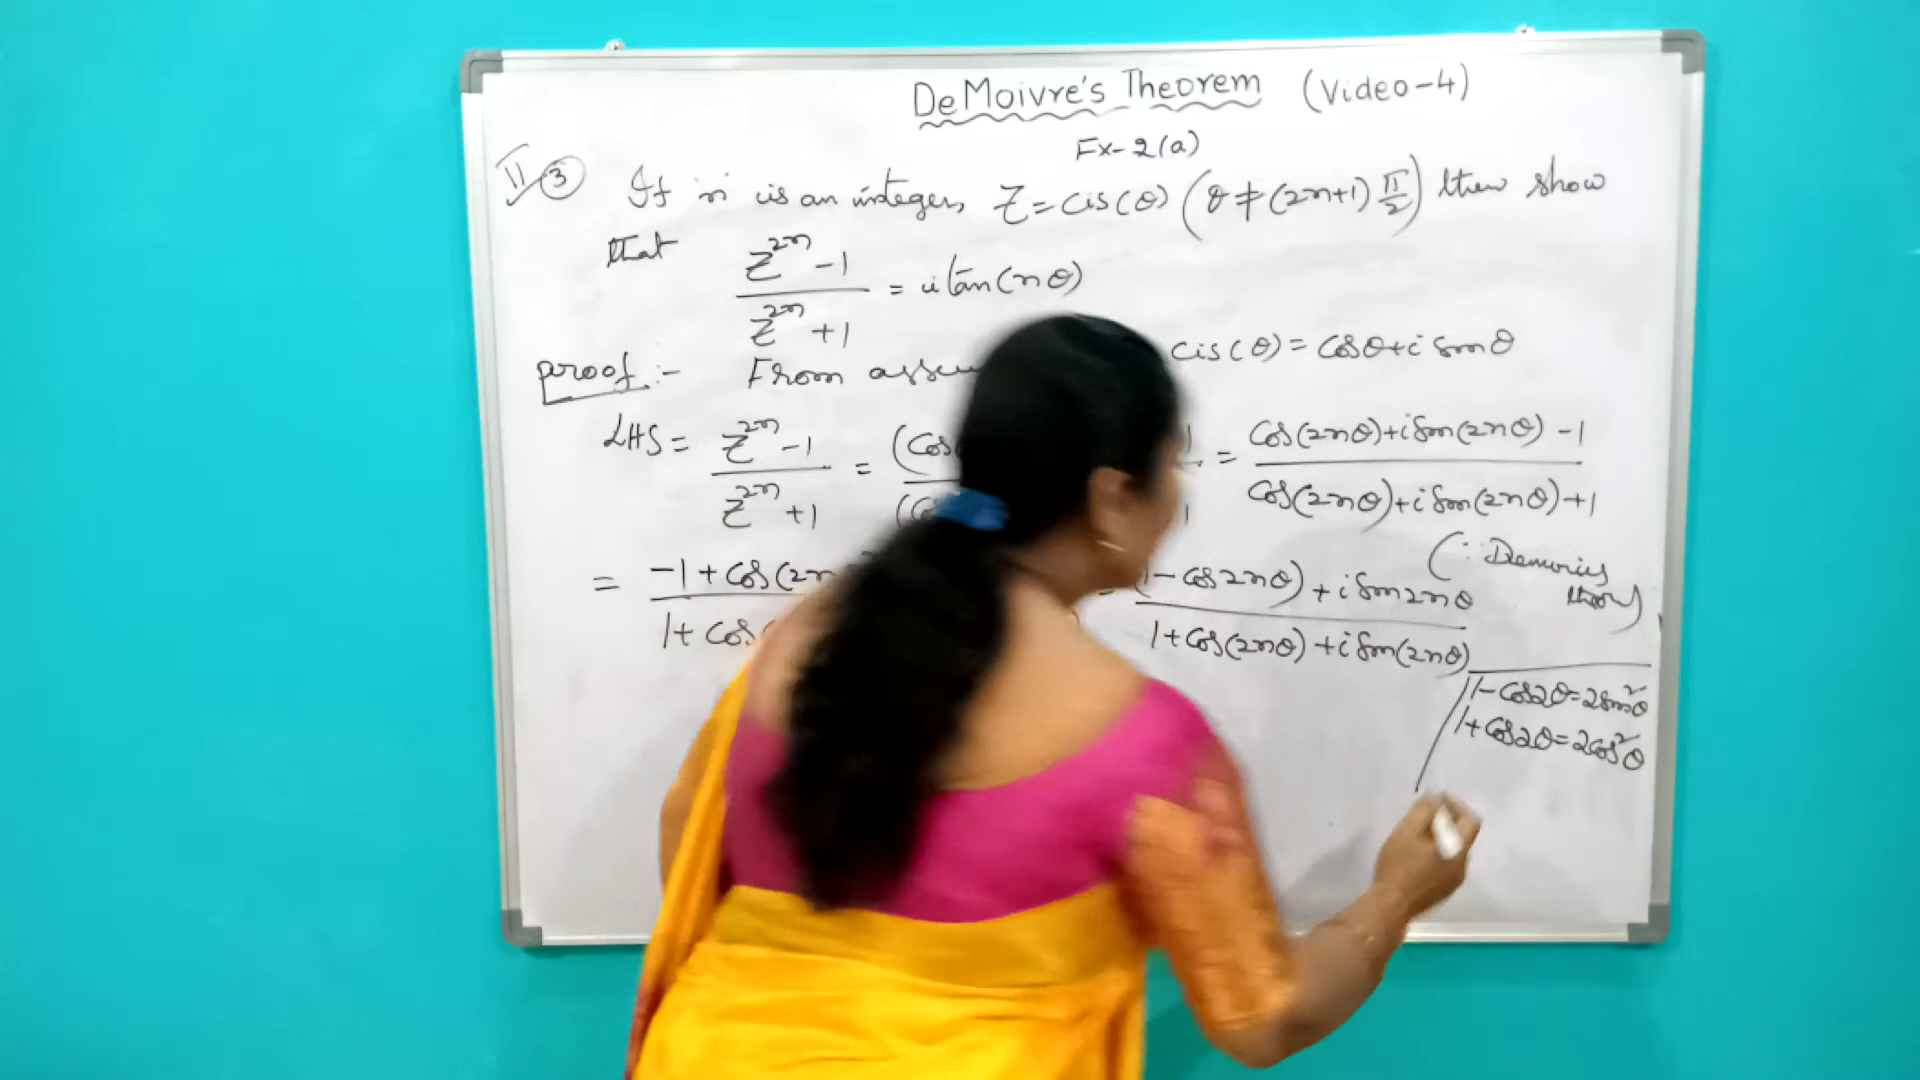 DeMoivre's Theorem (Video-4)
Ex-2(a)
II 3 If 'n' is an integer, Z = cis(θ) (θ ≠ (2n+1) π/2) then show
that (z^2n - 1)/(z^2n + 1) = i tan(nθ)
proof :- From cis(θ) = cosθ + i sinθ
LHS = (z^2n - 1)/(z^2n + 1) = = (cos(2nθ) + i sin(2nθ) - 1)/(cos(2nθ) + i sin(2nθ) + 1)
(∵ Demories
= -1 + cos(2n = - cos2nθ) + i sin2nθ
1 + cos 1 + cos(2nθ) + i sin(2nθ)
1 - cos2θ = 2sin²θ
1 + cos2θ = 2cos²θ